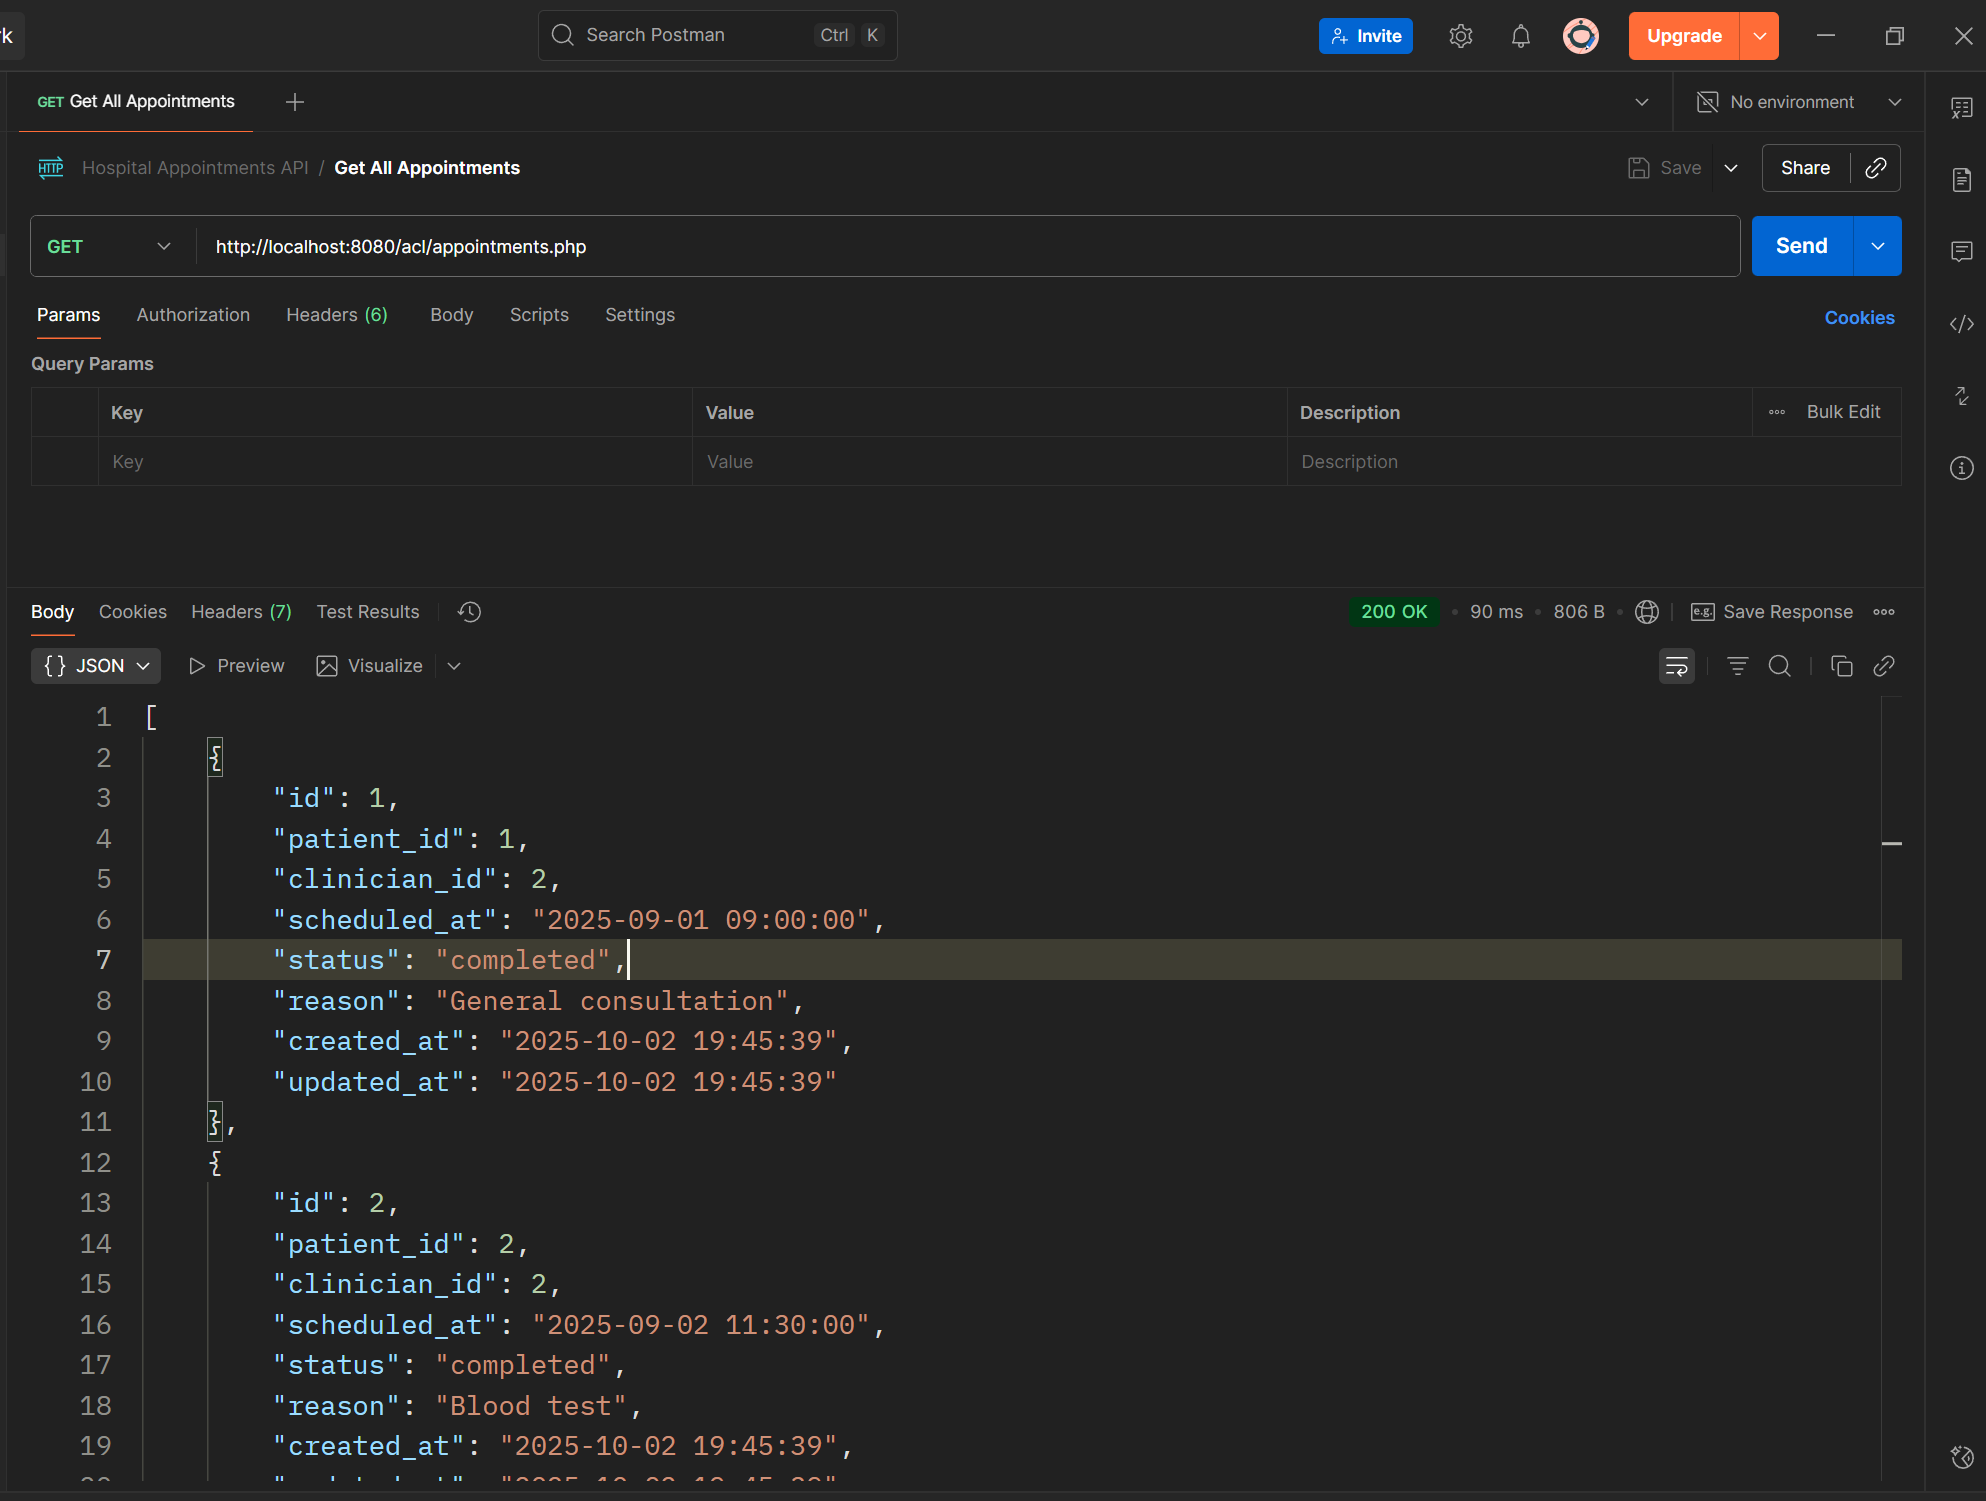 rk
Search Postman Ctrl K
Invite
Upgrade
GET Get All Appointments
No environment
HTTP Hospital Appointments API / Get All Appointments
Save
Share
GET
http://localhost:8080/acl/appointments.php
Send
Params Authorization Headers (6) Body Scripts Settings
Cookies
Query Params
Key Value Description Bulk Edit
Key Value Description
Body Cookies Headers (7) Test Results
200 OK 90 ms 806 B e.g. Save Response
{} JSON Preview Visualize
1 [
2 {
3 "id": 1,
4 "patient_id": 1,
5 "clinician_id": 2,
6 "scheduled_at": "2025-09-01 09:00:00",
7 "status": "completed",
8 "reason": "General consultation",
9 "created_at": "2025-10-02 19:45:39",
10 "updated_at": "2025-10-02 19:45:39"
11 },
12 {
13 "id": 2,
14 "patient_id": 2,
15 "clinician_id": 2,
16 "scheduled_at": "2025-09-02 11:30:00",
17 "status": "completed",
18 "reason": "Blood test",
19 "created_at": "2025-10-02 19:45:39",